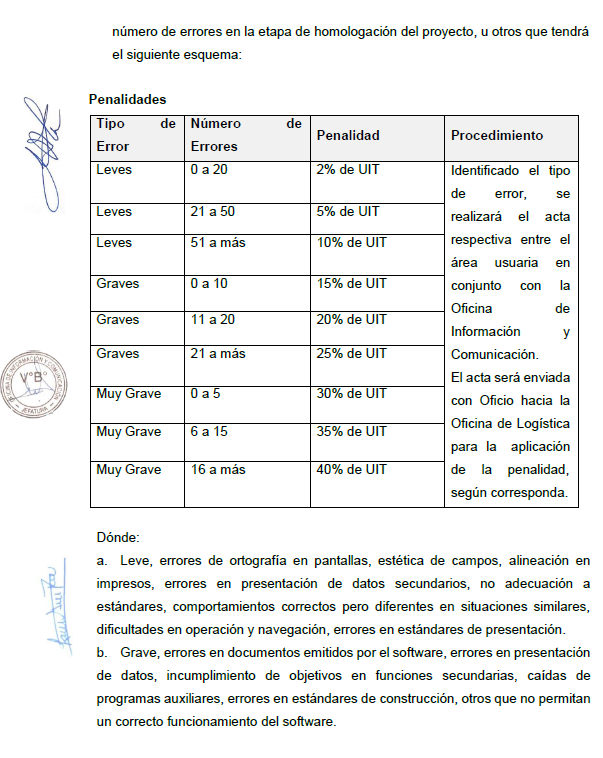 número de errores en la etapa de homologación del proyecto, u otros que tendrá
el siguiente esquema:
Penalidades
Tipo de Error | Número de Errores | Penalidad | Procedimiento
Leves | 0 a 20 | 2% de UIT
Leves | 21 a 50 | 5% de UIT
Leves | 51 a más | 10% de UIT
Graves | 0 a 10 | 15% de UIT
Graves | 11 a 20 | 20% de UIT
Graves | 21 a más | 25% de UIT
Muy Grave | 0 a 5 | 30% de UIT
Muy Grave | 6 a 15 | 35% de UIT
Muy Grave | 16 a más | 40% de UIT
Identificado el tipo
de error, se
realizará el acta
respectiva entre el
área usuaria en
conjunto con la
Oficina de
Información y
Comunicación.
El acta será enviada
con Oficio hacia la
Oficina de Logística
para la aplicación
de la penalidad,
según corresponda.
OFICINA DE INFORMACIÓN Y COMUNICACIÓN
V°B°
JEFATURA
Dónde:
a. Leve, errores de ortografía en pantallas, estética de campos, alineación en
impresos, errores en presentación de datos secundarios, no adecuación a
estándares, comportamientos correctos pero diferentes en situaciones similares,
dificultades en operación y navegación, errores en estándares de presentación.
b. Grave, errores en documentos emitidos por el software, errores en presentación
de datos, incumplimiento de objetivos en funciones secundarias, caídas de
programas auxiliares, errores en estándares de construcción, otros que no permitan
un correcto funcionamiento del software.